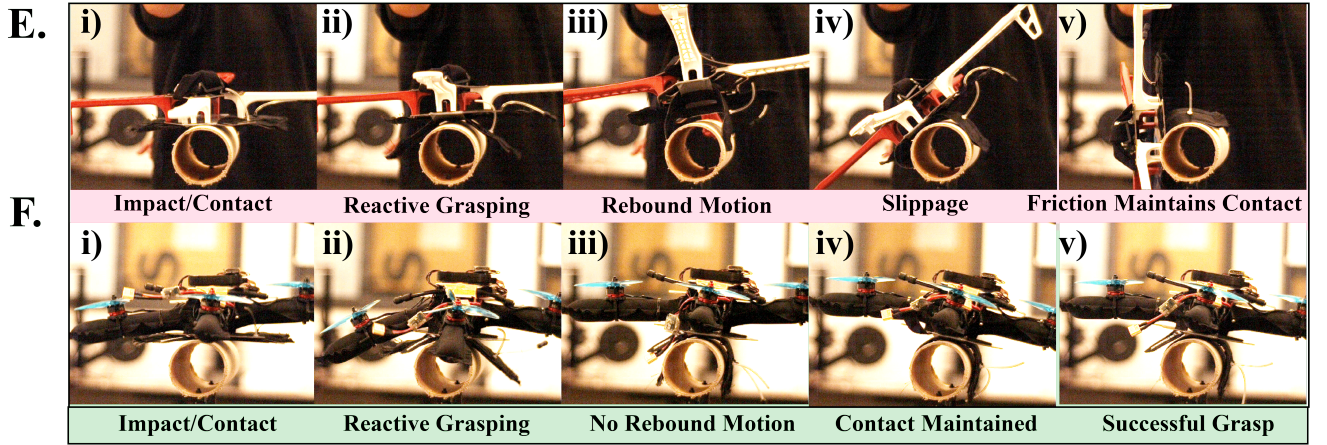 E.
i) ii) iii) iv) v)
Impact/Contact Reactive Grasping Rebound Motion Slippage Friction Maintains Contact
F.
i) ii) iii) iv) v)
Impact/Contact Reactive Grasping No Rebound Motion Contact Maintained Successful Grasp